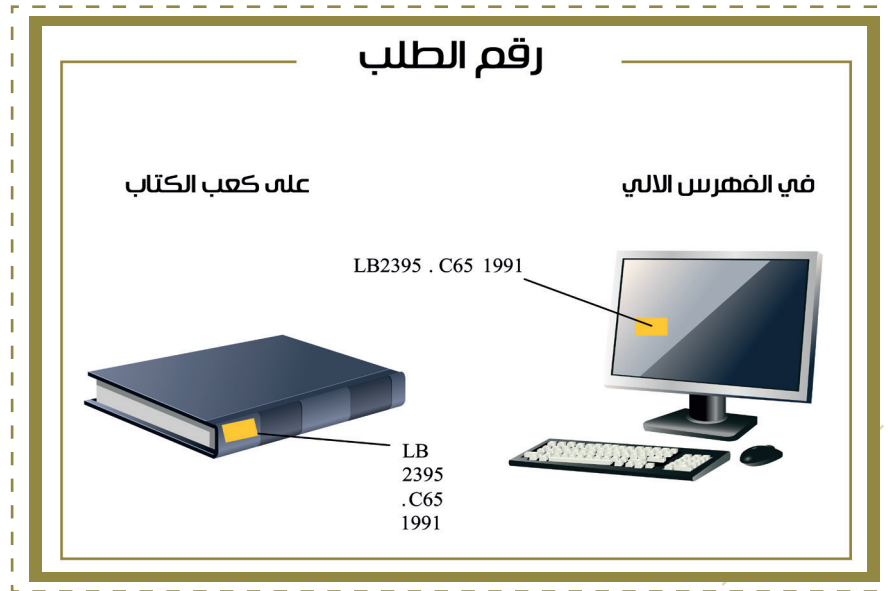 رقم الطلب
في الفهرس الالي
على كعب الكتاب
LB2395 . C65 1991
LB
2395
.C65
1991